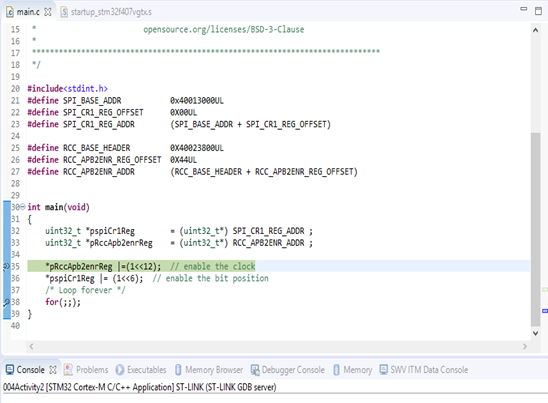 main.c startup_stm32f407vgtx.s
15 * opensource.org/licenses/BSD-3-Clause
16 *
17 ******************************************************************************
18 */
19
20 #include<stdint.h>
21 #define SPI_BASE_ADDR 0x40013000UL
22 #define SPI_CR1_REG_OFFSET 0X00UL
23 #define SPI_CR1_REG_ADDR (SPI_BASE_ADDR + SPI_CR1_REG_OFFSET)
24
25 #define RCC_BASE_HEADER 0X40023800UL
26 #define RCC_APB2ENR_REG_OFFSET 0X44UL
27 #define RCC_APB2ENR_ADDR (RCC_BASE_HEADER + RCC_APB2ENR_REG_OFFSET)
28
29
30 int main(void)
31 {
32 uint32_t *pspiCr1Reg = (uint32_t*) SPI_CR1_REG_ADDR ;
33 uint32_t *pRccApb2enrReg = (uint32_t*) RCC_APB2ENR_ADDR ;
34
35 *pRccApb2enrReg |=(1<<12); // enable the clock
36 *pspiCr1Reg |= (1<<6); // enable the bit position
37 /* Loop forever */
38 for(;;);
39 }
40
Console Problems Executables Memory Browser Debugger Console Memory SWV ITM Data Console
004Activity2 [STM32 Cortex-M C/C++ Application] ST-LINK (ST-LINK GDB server)